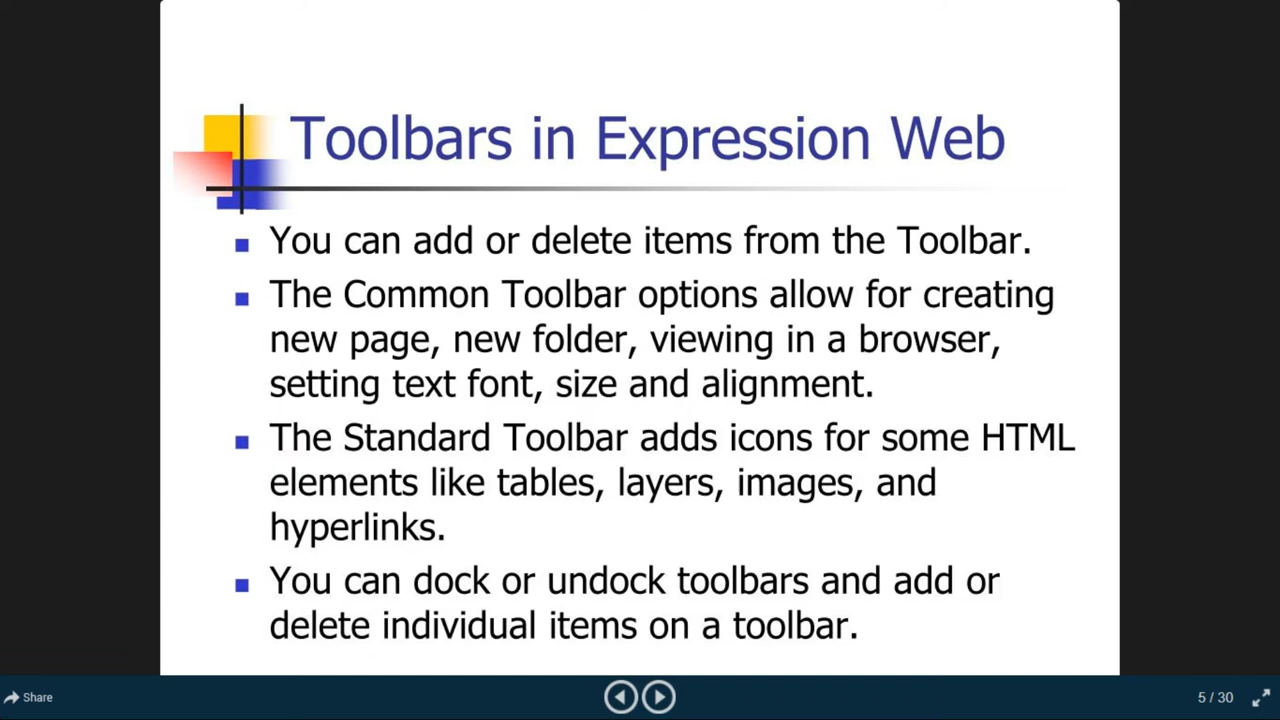 Toolbars in Expression Web
You can add or delete items from the Toolbar.
The Common Toolbar options allow for creating
new page, new folder, viewing in a browser,
setting text font, size and alignment.
The Standard Toolbar adds icons for some HTML
elements like tables, layers, images, and
hyperlinks.
You can dock or undock toolbars and add or
delete individual items on a toolbar.
Share
5 / 30